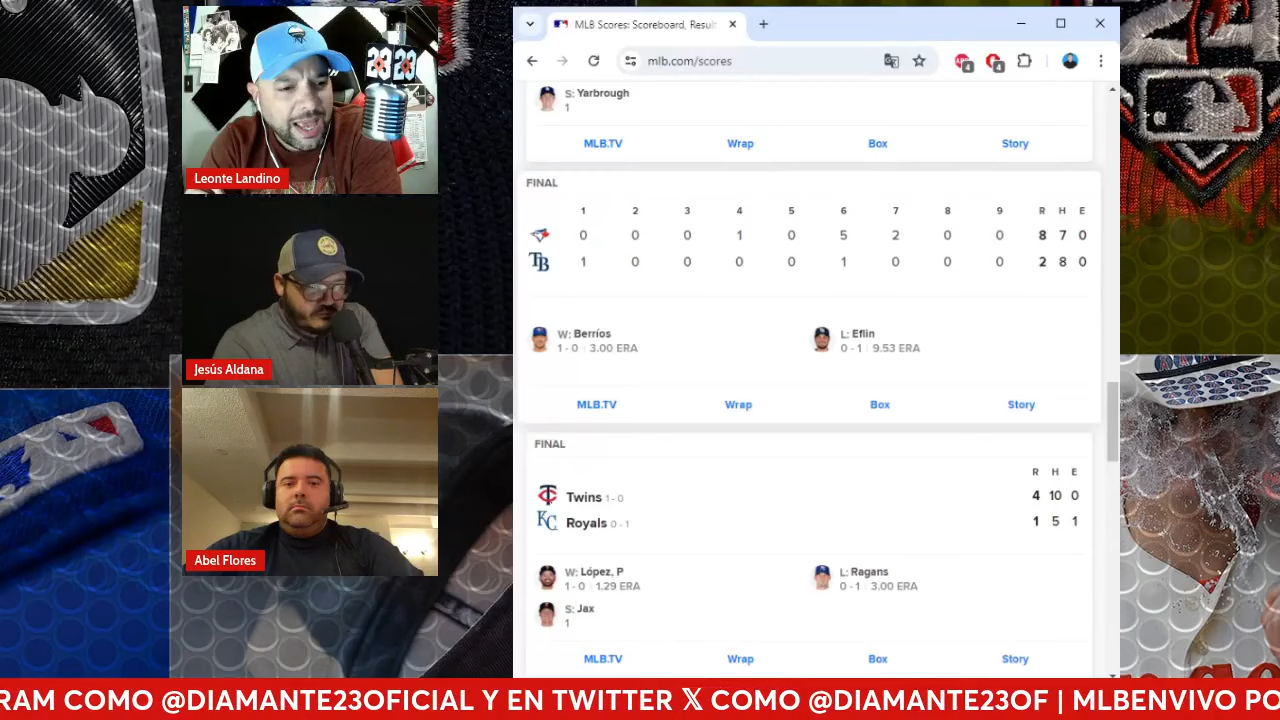 Leonte Landino
Jesús Aldana
Abel Flores
MLB Scores: Scoreboard, Result
mlb.com/scores
4
4
S: Yarbrough
1
MLB.TV Wrap Box Story
FINAL
1 2 3 4 5 6 7 8 9 R H E
0 0 0 1 0 5 2 0 0 8 7 0
TB 1 0 0 0 0 1 0 0 0 2 8 0
W: Berríos L: Eflin
1-0 | 3.00 ERA 0-1 | 9.53 ERA
MLB.TV Wrap Box Story
FINAL
R H E
TC Twins 1-0 4 10 0
KC Royals 0-1 1 5 1
W: López, P L: Ragans
1-0 | 1.29 ERA 0-1 | 3.00 ERA
S: Jax
1
MLB.TV Wrap Box Story
RAM COMO @DIAMANTE23OFICIAL Y EN TWITTER 𝕏 COMO @DIAMANTE23OF | MLBENVIVO PO
23 23